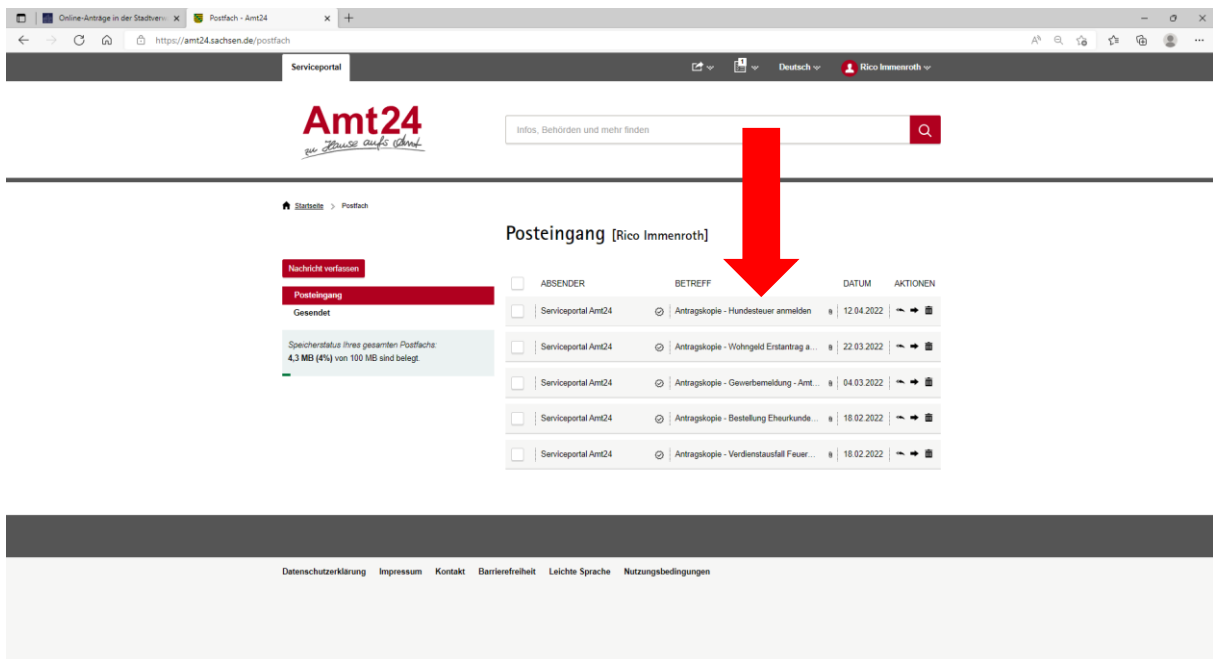 Online-Anträge in der Stadtverw
Postfach - Amt24
https://amt24.sachsen.de/postfach
Serviceportal
1
Deutsch
Rico Immenroth
Amt24
zu Hause aufs Amt
Infos, Behörden und mehr finden
Startseite > Postfach
Posteingang [Rico Immenroth]
Nachricht verfassen
Posteingang
Gesendet
Speicherstatus Ihres gesamten Postfachs:
4,3 MB (4%) von 100 MB sind belegt.
ABSENDER BETREFF DATUM AKTIONEN
Serviceportal Amt24 Antragskopie - Hundesteuer anmelden 12.04.2022
Serviceportal Amt24 Antragskopie - Wohngeld Erstantrag a... 22.03.2022
Serviceportal Amt24 Antragskopie - Gewerbemeldung - Amt... 04.03.2022
Serviceportal Amt24 Antragskopie - Bestellung Eheurkunde... 18.02.2022
Serviceportal Amt24 Antragskopie - Verdienstausfall Feuer... 18.02.2022
Datenschutzerklärung Impressum Kontakt Barrierefreiheit Leichte Sprache Nutzungsbedingungen